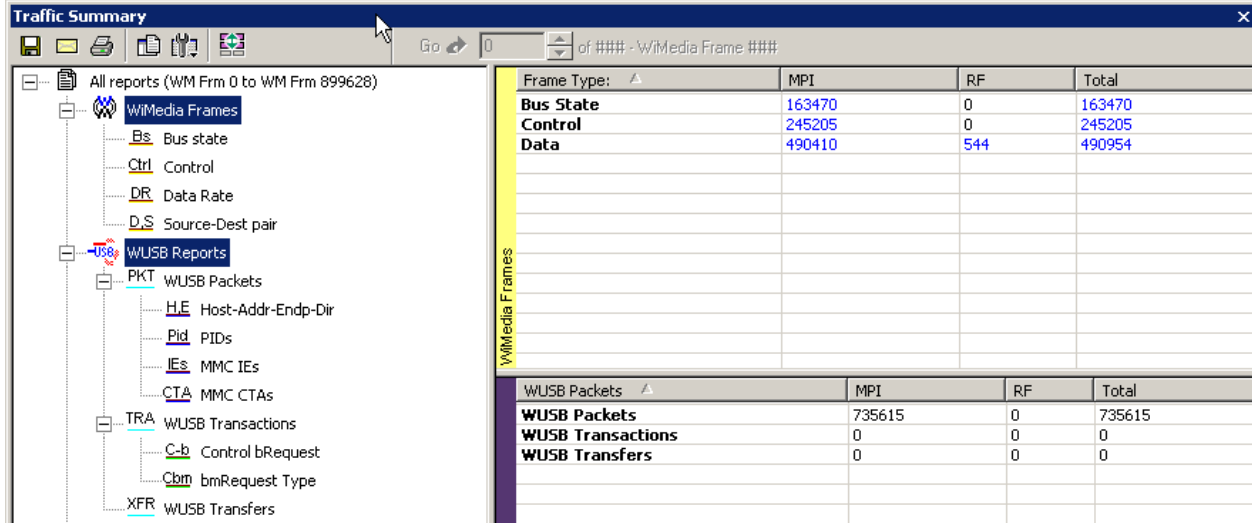 Traffic Summary
Go 0 of ### - WiMedia Frame ###
All reports (WM Frm 0 to WM Frm 899628)
WiMedia Frames
Bs Bus state
Ctrl Control
DR Data Rate
D,S Source-Dest pair
USB WUSB Reports
PKT WUSB Packets
H,E Host-Addr-Endp-Dir
Pid PIDs
IEs MMC IEs
CTA MMC CTAs
TRA WUSB Transactions
C-b Control bRequest
Cbm bmRequest Type
XFR WUSB Transfers
WiMedia Frames
Frame Type: MPI RF Total
Bus State 163470 0 163470
Control 245205 0 245205
Data 490410 544 490954
WUSB Packets MPI RF Total
WUSB Packets 735615 0 735615
WUSB Transactions 0 0 0
WUSB Transfers 0 0 0